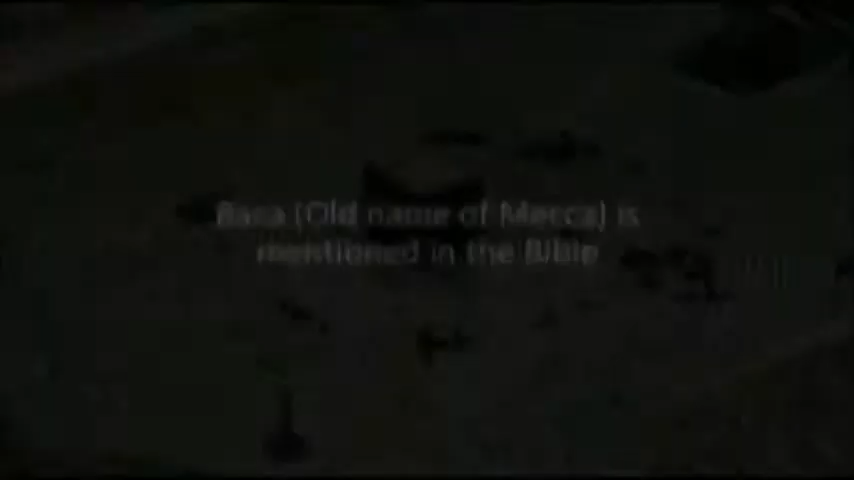 Baca (Old name of Mecca) is
mentioned in the Bible